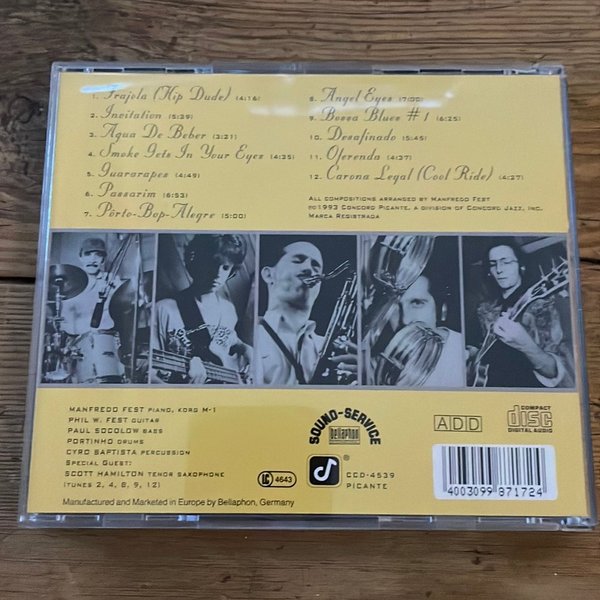 1. Frajola (Hip Dude) (4:16)
2. Invitation (5:29)
3. Agua De Beber (3:21)
4. Smoke Gets In Your Eyes (4:35)
5. Guararapes (4:49)
6. Passarim (6:53)
7. Pôrto-Bop-Alegre (5:00)
8. Angel Eyes (7:00)
9. Bossa Blues #1 (6:25)
10. Desafinado (5:45)
11. Oferenda (4:37)
12. Carona Legal (Cool Ride) (4:27)
ALL COMPOSITIONS ARRANGED BY MANFREDO FEST
℗©1993 CONCORD PICANTE, A DIVISION OF CONCORD JAZZ, INC.
MARCA REGISTRADA
MANFREDO FEST PIANO, KORG M-1
PHIL W. FEST GUITAR
PAUL SOCOLOW BASS
PORTINHO DRUMS
CYRO BAPTISTA PERCUSSION
SPECIAL GUEST:
SCOTT HAMILTON TENOR SAXOPHONE
(TUNES 2, 4, 8, 9, 12)
LC 4643
Manufactured and Marketed in Europe by Bellaphon, Germany
SOUND-SERVICE
bellaphon
CCD-4539
PICANTE
ADD
COMPACT
disc
DIGITAL AUDIO
4003099 871724